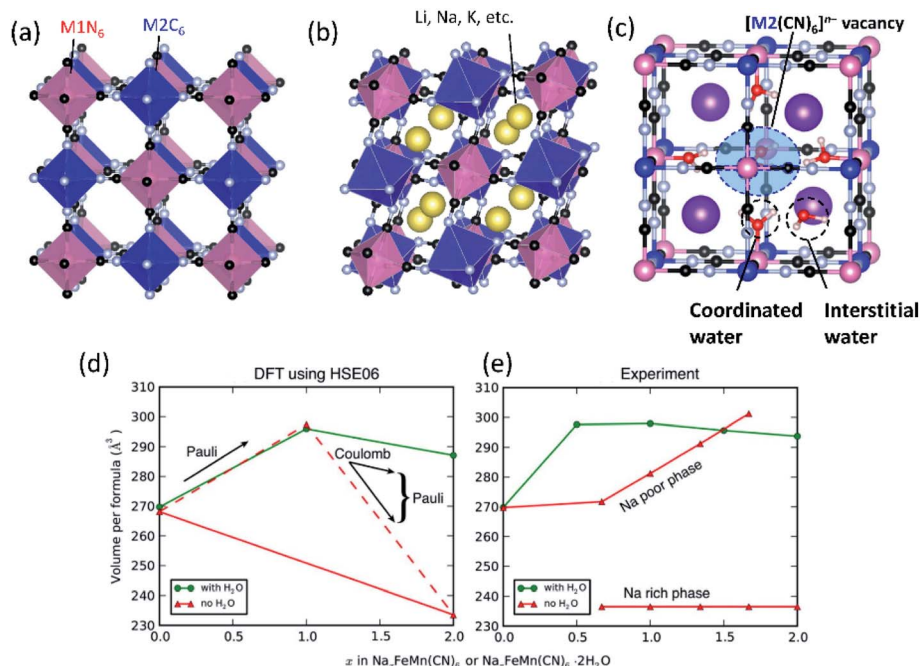 (a)
M1N₆
M2C₆
(b)
Li, Na, K, etc.
(c)
[M2(CN)₆]ⁿ⁻ vacancy
Coordinated water
Interstitial water
(d)
DFT using HSE06
Volume per formula (Å³)
310
300
290
280
270
260
250
240
230
Pauli
Coulomb
Pauli
with H₂O
no H₂O
0.0
0.5
1.0
1.5
2.0
(e)
Experiment
310
300
290
280
270
260
250
240
230
Na poor phase
Na rich phase
with H₂O
no H₂O
0.0
0.5
1.0
1.5
2.0
x in NaₓFeMn(CN)₆ or NaₓFeMn(CN)₆·2H₂O